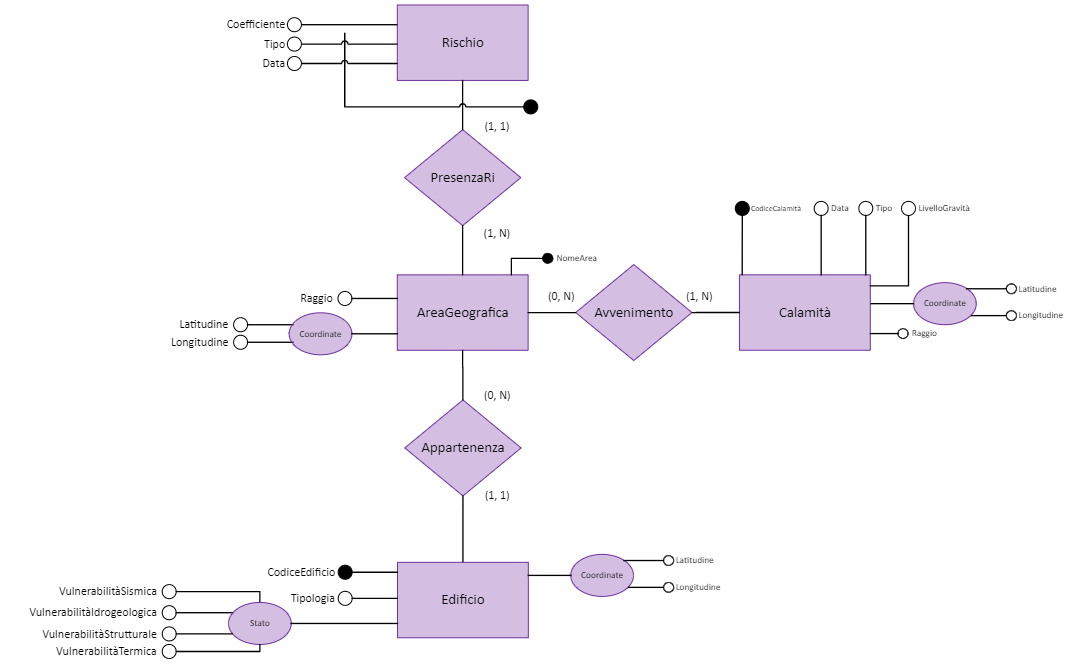 Coefficiente
Tipo
Data
Rischio
(1, 1)
PresenzaRi
(1, N)
NomeArea
CodiceCalamità
Data
Tipo
LivelloGravità
Raggio
Latitudine
Longitudine
Coordinate
AreaGeografica
(0, N)
Avvenimento
(1, N)
Calamità
Coordinate
Latitudine
Longitudine
Raggio
(0, N)
Appartenenza
(1, 1)
CodiceEdificio
Tipologia
Edificio
Coordinate
Latitudine
Longitudine
VulnerabilitàSismica
VulnerabilitàIdrogeologica
VulnerabilitàStrutturale
VulnerabilitàTermica
Stato